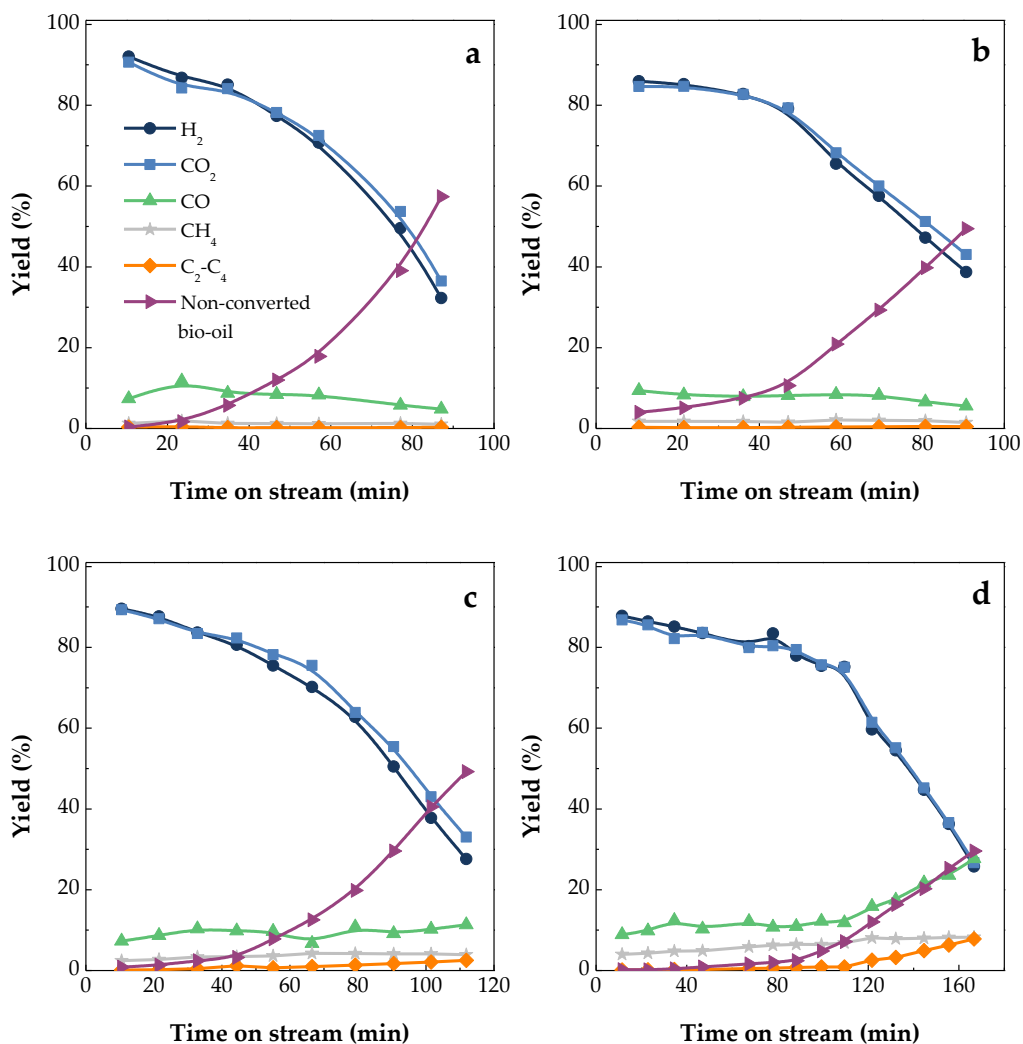 a
100
80
60
40
20
0
Yield (%)
H2
CO2
CO
CH4
C2-C4
Non-converted
bio-oil
0 20 40 60 80 100
Time on stream (min)
b
100
80
60
40
20
0
Yield (%)
0 20 40 60 80 100
Time on stream (min)
c
100
80
60
40
20
0
Yield (%)
0 20 40 60 80 100 120
Time on stream (min)
d
100
80
60
40
20
0
Yield (%)
0 40 80 120 160
Time on stream (min)